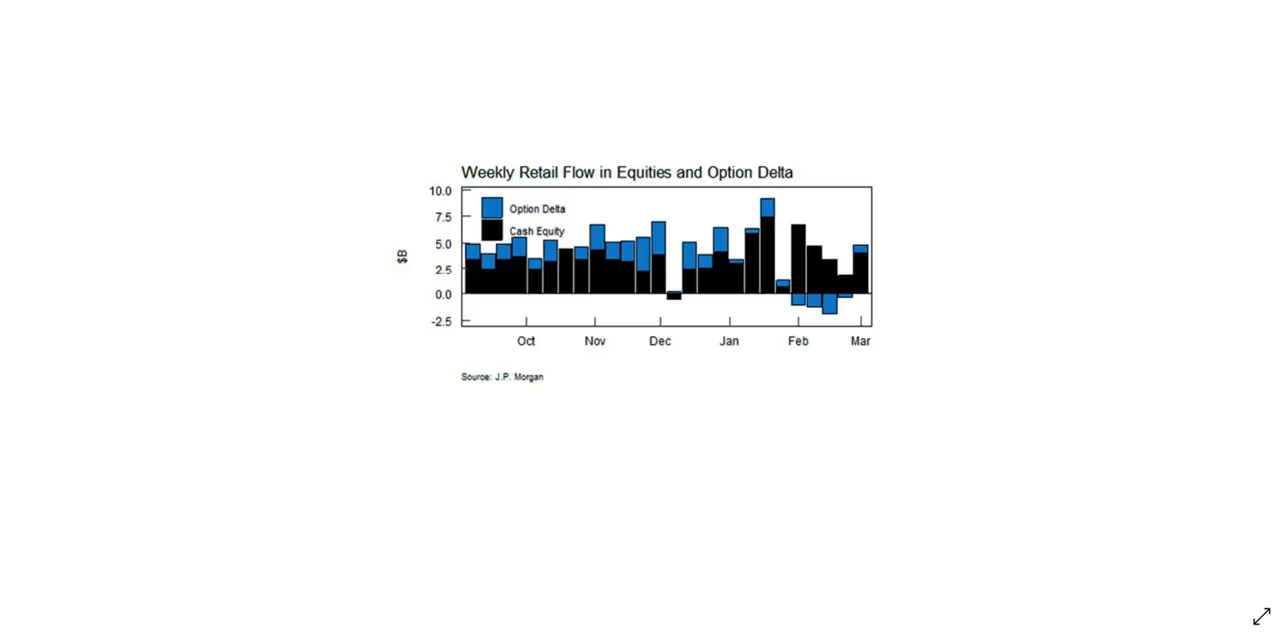 Weekly Retail Flow in Equities and Option Delta
10.0
7.5
5.0
2.5
0.0
-2.5
$B
Option Delta
Cash Equity
Oct Nov Dec Jan Feb Mar
Source: J.P. Morgan